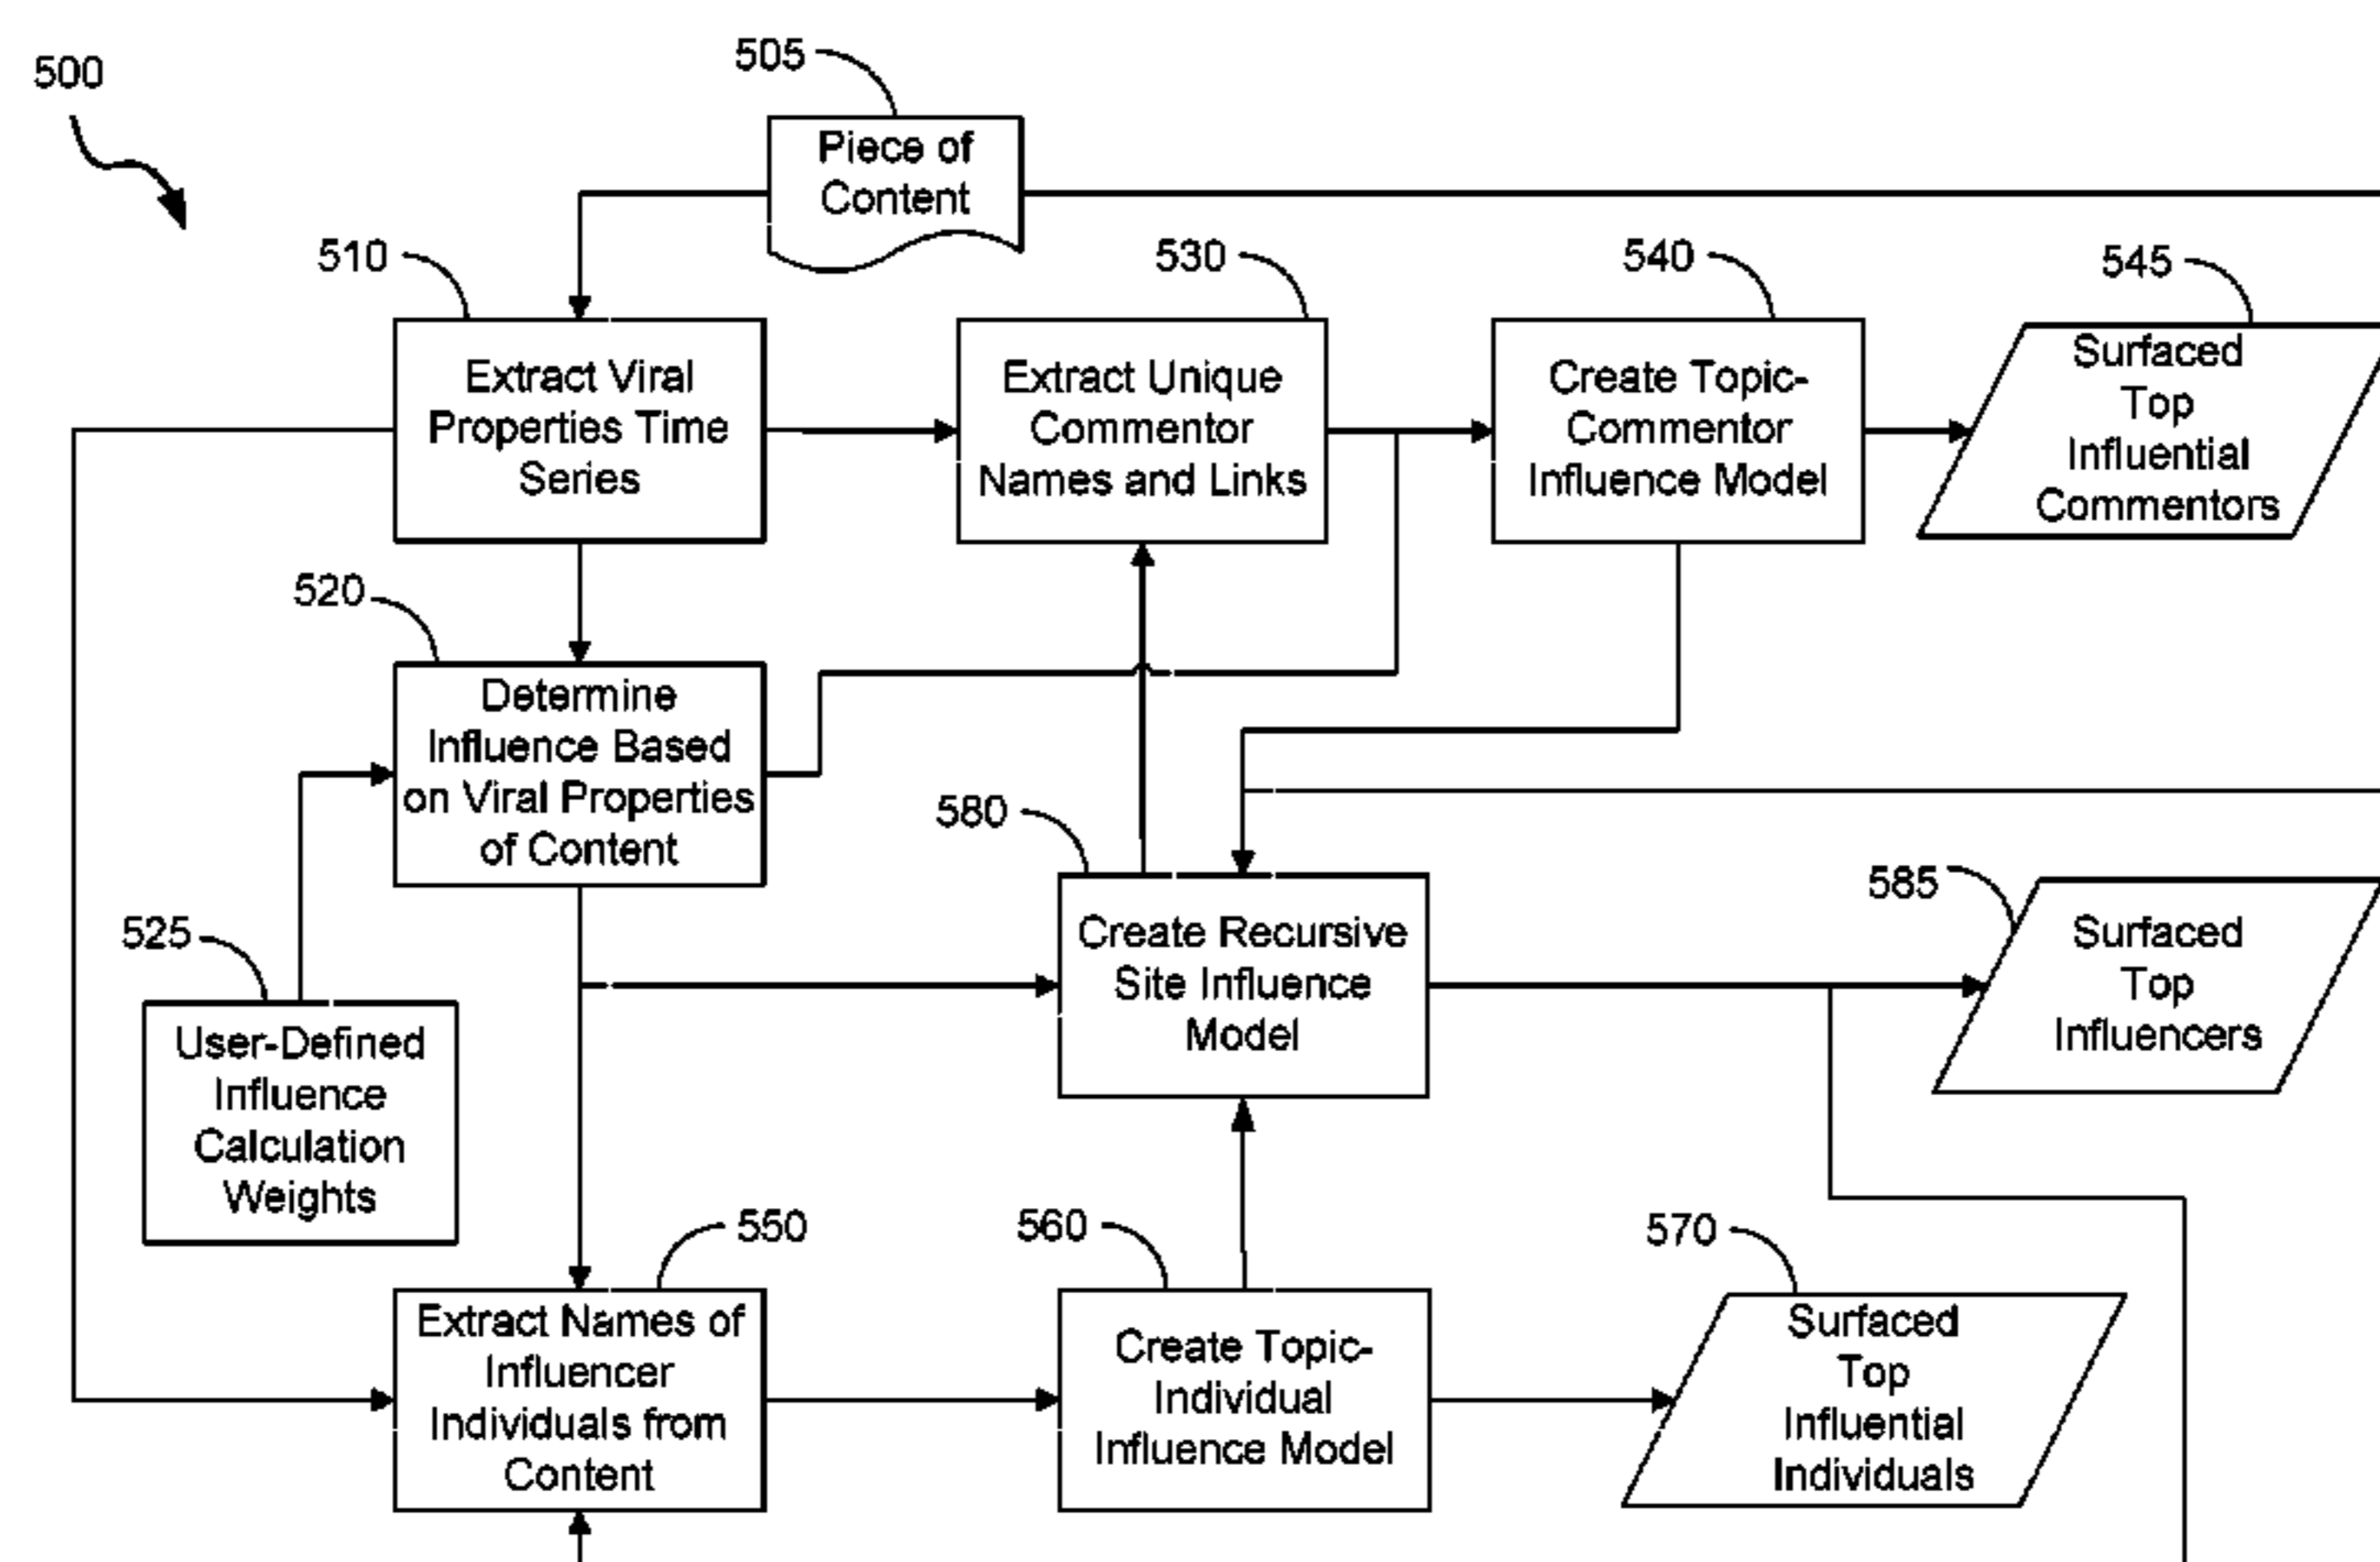 500
505
Piece of
Content
510
Extract Viral
Properties Time
Series
530
Extract Unique
Commentor
Names and Links
540
Create Topic-
Commentor
Influence Model
545
Surfaced
Top
Influential
Commentors
520
Determine
Influence Based
on Viral Properties
of Content
525
User-Defined
Influence
Calculation
Weights
580
Create Recursive
Site Influence
Model
585
Surfaced
Top
Influencers
550
Extract Names of
Influencer
Individuals from
Content
560
Create Topic-
Individual
Influence Model
570
Surfaced
Top
Influential
Individuals